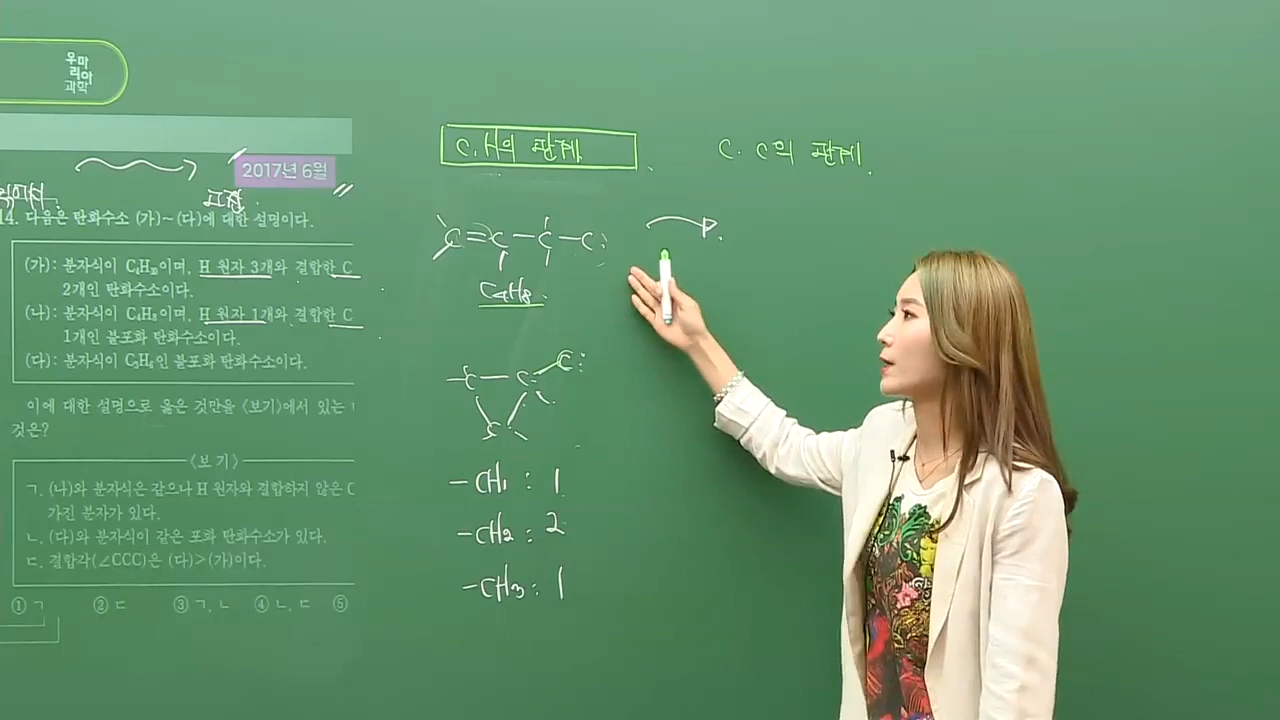 우마
리아
과학
2017년 6월
14. 다음은 탄화수소 (가)~(다)에 대한 설명이다.
(가): 분자식이 C₄H₁₀이며, H 원자 3개와 결합한 C
2개인 탄화수소이다.
(나): 분자식이 C₄H₈이며, H 원자 1개와 결합한 C
1개인 불포화 탄화수소이다.
(다): 분자식이 C₃H₆인 불포화 탄화수소이다.
이에 대한 설명으로 옳은 것만을 <보기>에서 있는
것은?
<보기>
ㄱ. (나)와 분자식은 같으나 H 원자와 결합하지 않은 C
가진 분자가 있다.
ㄴ. (다)와 분자식이 같은 포화 탄화수소가 있다.
ㄷ. 결합각(∠CCC)은 (다)>(가)이다.
① ㄱ ② ㄷ ③ ㄱ, ㄴ ④ ㄴ, ㄷ ⑤
C.H의 관계
C=C-C-C
C₄H₈
C-C-C
C
-CH₁ : 1
-CH₂ : 2
-CH₃ : 1
C.C의 관계